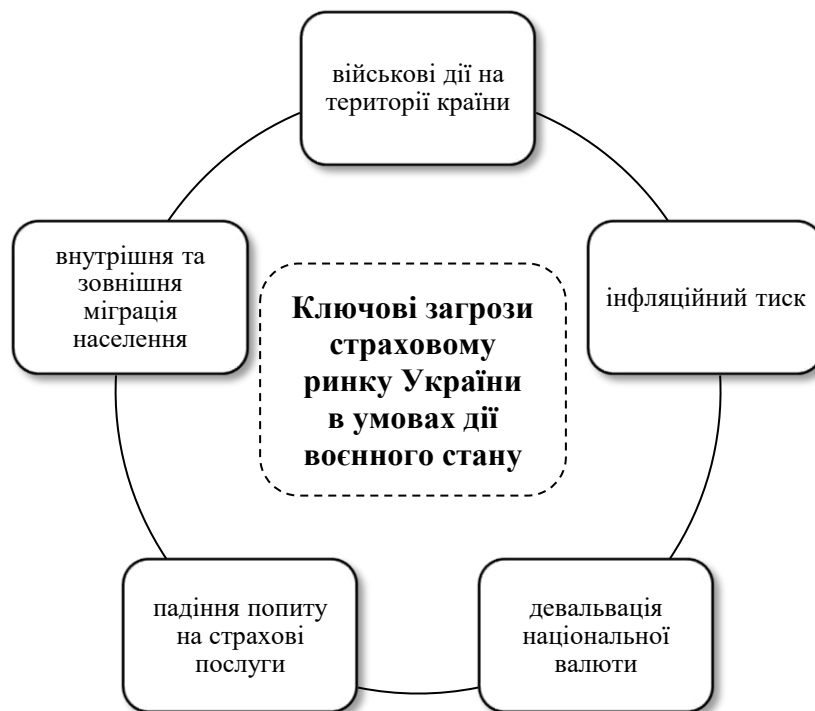 військові дії на
території країни
внутрішня та
зовнішня
міграція
населення
Ключові загрози
страховому
ринку України
в умовах дії
воєнного стану
інфляційний тиск
падіння попиту
на страхові
послуги
девальвація
національної
валюти